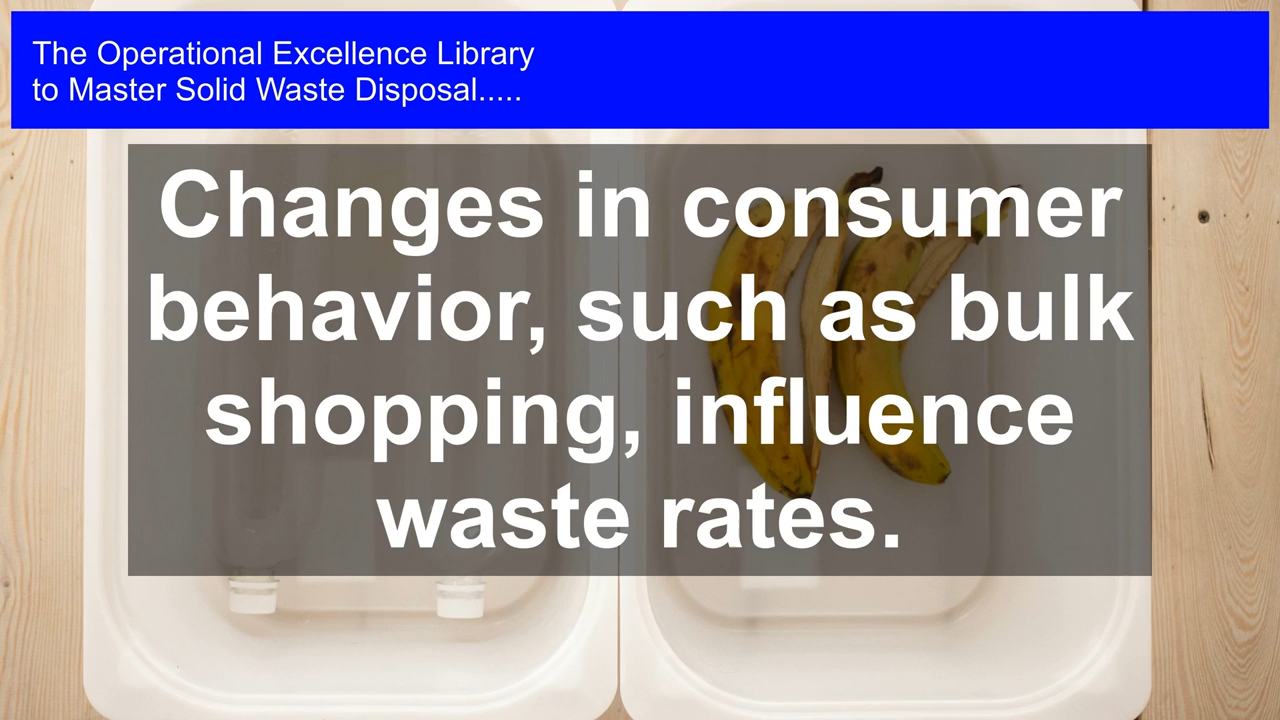 The Operational Excellence Library
to Master Solid Waste Disposal.....
Changes in consumer
behavior, such as bulk
shopping, influence
waste rates.